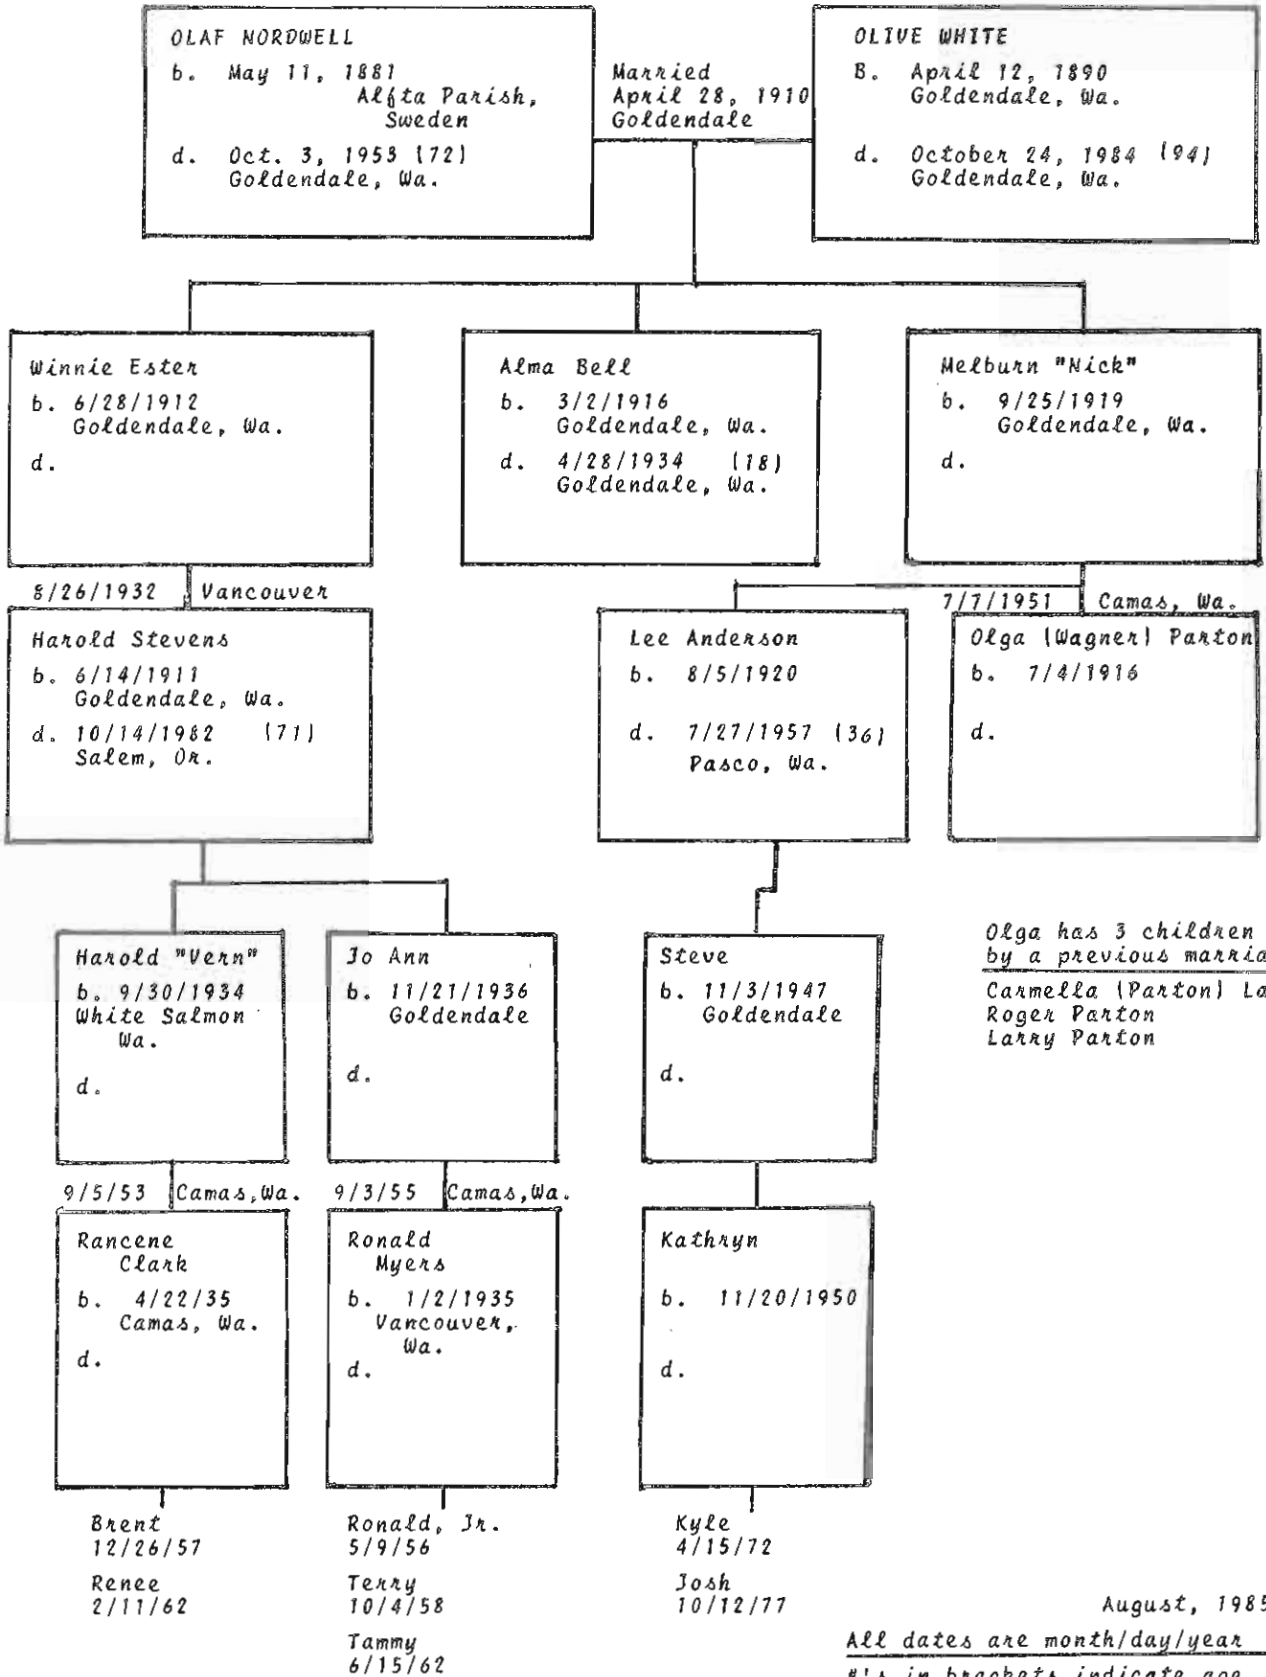 OLAF NORDWELL
b. May 11, 1881
Alfta Parish,
Sweden
d. Oct. 3, 1953 (72)
Goldendale, Wa.
Married
April 28, 1910
Goldendale
OLIVE WHITE
B. April 12, 1890
Goldendale, Wa.
d. October 24, 1984 (94)
Goldendale, Wa.
Winnie Ester
b. 6/28/1912
Goldendale, Wa.
d.
Alma Bell
b. 3/2/1916
Goldendale, Wa.
d. 4/28/1934 (18)
Goldendale, Wa.
Melburn "Nick"
b. 9/25/1919
Goldendale, Wa.
d.
8/26/1932 Vancouver
7/7/1951 Camas, Wa.
Harold Stevens
b. 6/14/1911
Goldendale, Wa.
d. 10/14/1982 (71)
Salem, Or.
Lee Anderson
b. 8/5/1920
d. 7/27/1957 (36)
Pasco, Wa.
Olga (Wagner) Parton
b. 7/4/1916
d.
Harold "Vern"
b. 9/30/1934
White Salmon
Wa.
d.
Jo Ann
b. 11/21/1936
Goldendale
d.
Steve
b. 11/3/1947
Goldendale
d.
Olga has 3 children
by a previous marria
Carmella (Parton) La
Roger Parton
Larry Parton
9/5/53 Camas,Wa.
9/3/55 Camas,Wa.
Rancene
Clark
b. 4/22/35
Camas, Wa.
d.
Ronald
Myers
b. 1/2/1935
Vancouver,
Wa.
d.
Kathryn
b. 11/20/1950
d.
Brent
12/26/57
Renee
2/11/62
Ronald, Jr.
5/9/56
Terry
10/4/58
Tammy
6/15/62
Kyle
4/15/72
Josh
10/12/77
August, 1985
All dates are month/day/year
#'s in brackets indicate age